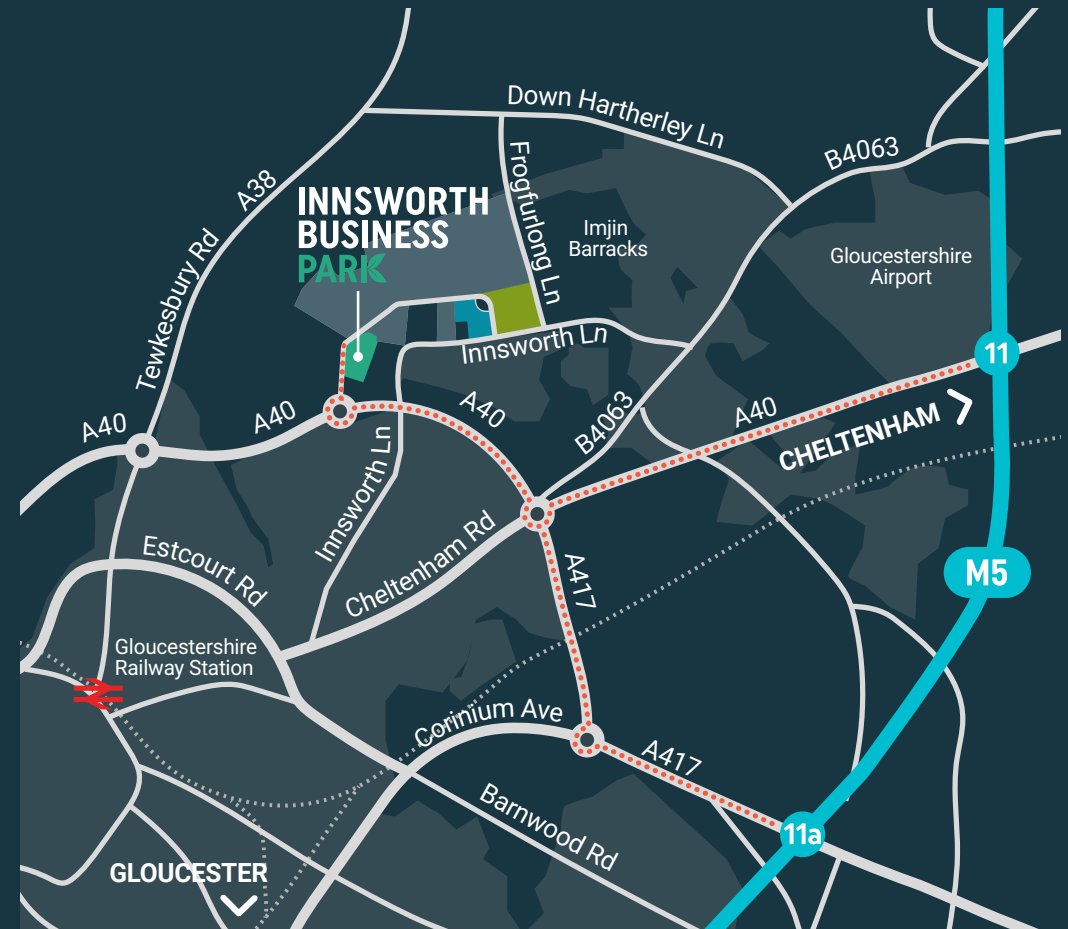 Down Hartherley Ln
B4063
A38
Frogfurlong Ln
INNSWORTH
BUSINESS
PARK
Imjin
Barracks
Gloucestershire
Airport
Tewkesbury Rd
Innsworth Ln
11
A40
A40
A40
B4063
A40
CHELTENHAM
Innsworth Ln
Cheltenham Rd
Estcourt Rd
A417
M5
Gloucestershire
Railway Station
Corinium Ave
A417
Barnwood Rd
11a
GLOUCESTER